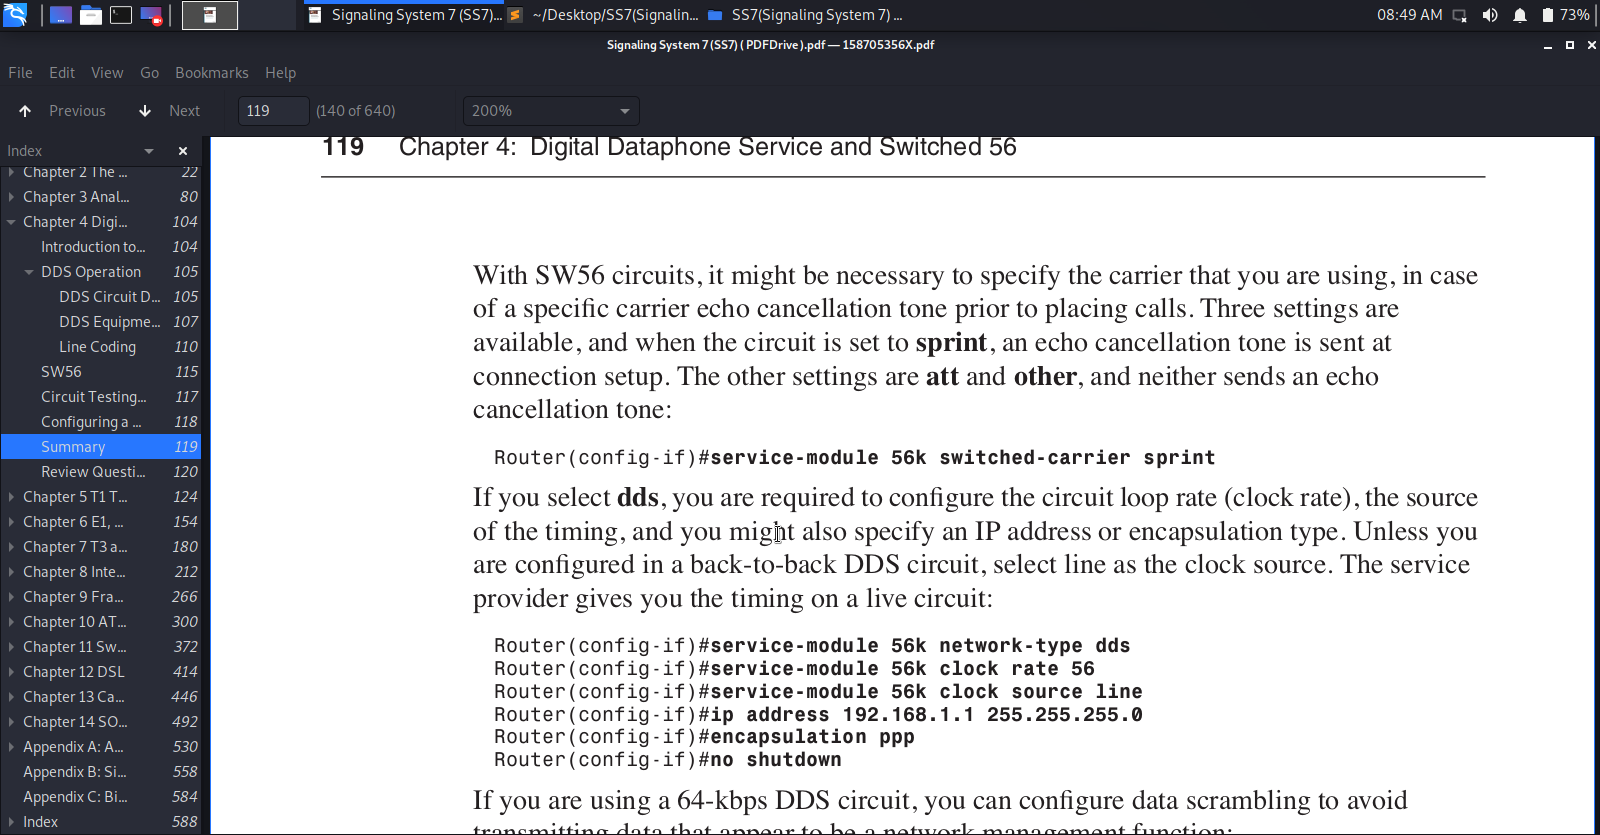 Signaling System 7 (SS7)...
~/Desktop/SS7(Signalin...
SS7(Signaling System 7) ...
08:49 AM
73%
Signaling System 7 (SS7) ( PDFDrive ).pdf — 158705356X.pdf
File Edit View Go Bookmarks Help
Previous Next 119 (140 of 640) 200%
Index
Chapter 2 The ... 22
Chapter 3 Anal... 80
Chapter 4 Digi... 104
Introduction to... 104
DDS Operation 105
DDS Circuit D... 105
DDS Equipme... 107
Line Coding 110
SW56 115
Circuit Testing... 117
Configuring a ... 118
Summary 119
Review Questi... 120
Chapter 5 T1 T... 124
Chapter 6 E1, ... 154
Chapter 7 T3 a... 180
Chapter 8 Inte... 212
Chapter 9 Fra... 266
Chapter 10 AT... 300
Chapter 11 Sw... 372
Chapter 12 DSL 414
Chapter 13 Ca... 446
Chapter 14 SO... 492
Appendix A: A... 530
Appendix B: Si... 558
Appendix C: Bi... 584
Index 588
119 Chapter 4: Digital Dataphone Service and Switched 56
With SW56 circuits, it might be necessary to specify the carrier that you are using, in case
of a specific carrier echo cancellation tone prior to placing calls. Three settings are
available, and when the circuit is set to sprint, an echo cancellation tone is sent at
connection setup. The other settings are att and other, and neither sends an echo
cancellation tone:
Router(config-if)#service-module 56k switched-carrier sprint
If you select dds, you are required to configure the circuit loop rate (clock rate), the source
of the timing, and you might also specify an IP address or encapsulation type. Unless you
are configured in a back-to-back DDS circuit, select line as the clock source. The service
provider gives you the timing on a live circuit:
Router(config-if)#service-module 56k network-type dds
Router(config-if)#service-module 56k clock rate 56
Router(config-if)#service-module 56k clock source line
Router(config-if)#ip address 192.168.1.1 255.255.255.0
Router(config-if)#encapsulation ppp
Router(config-if)#no shutdown
If you are using a 64-kbps DDS circuit, you can configure data scrambling to avoid
transmitting data that appear to be a network management function: